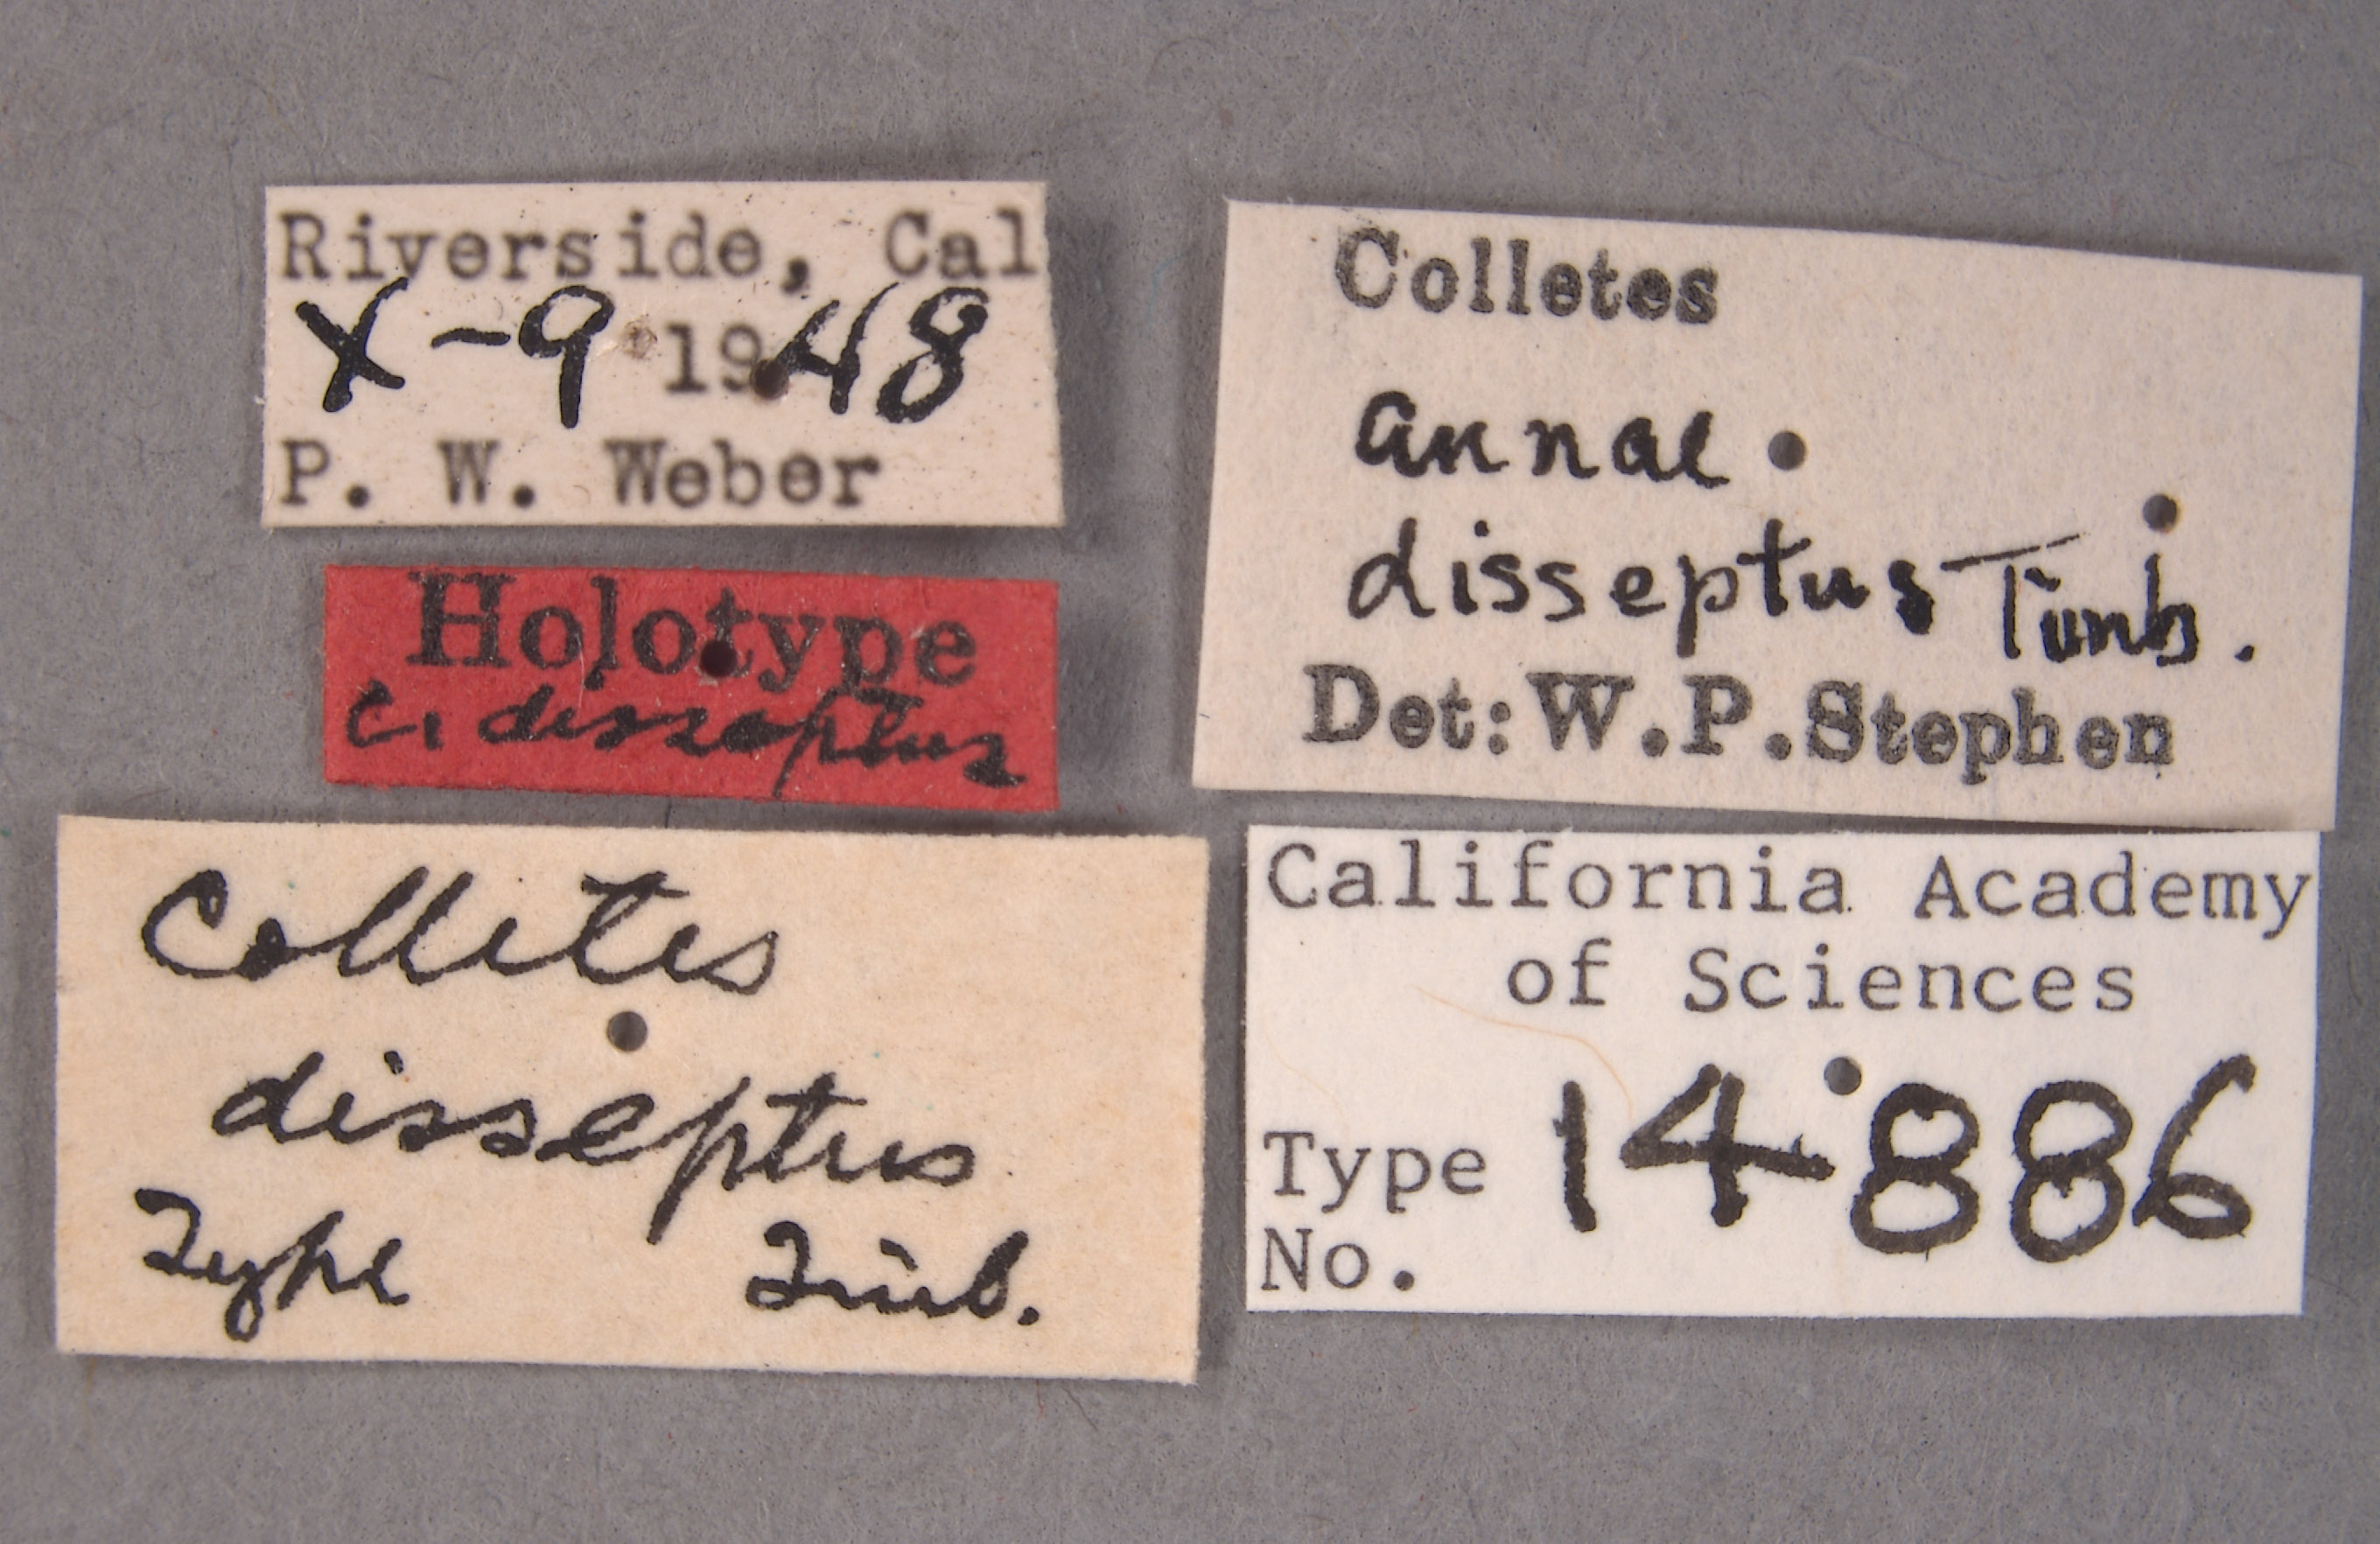 Riverside, Cal
X-9 1948
P. W. Weber
Holotype
C. disseptus
Colletes
disseptus
Type Timb.
Colletes
annae
disseptus Timb.
Det: W.P. Stephen
California Academy
of Sciences
Type 14886
No.